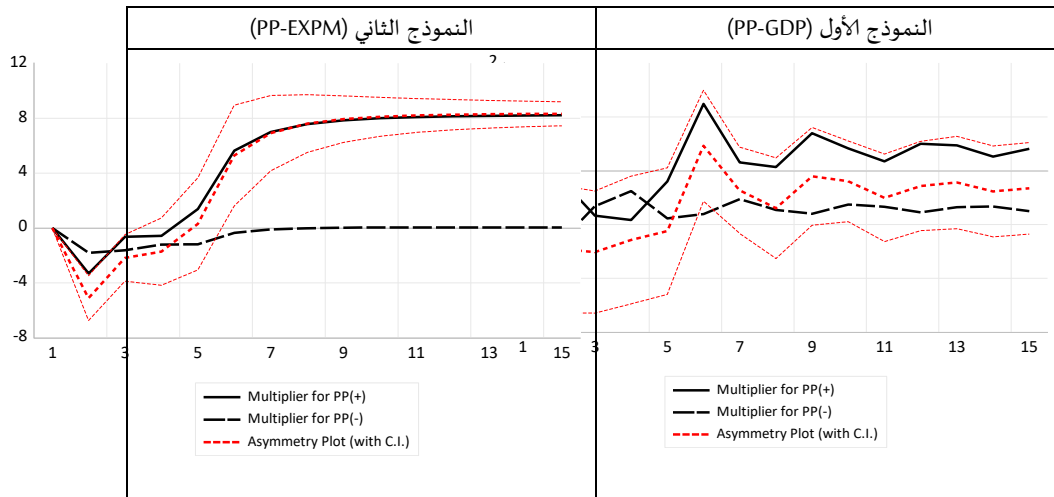 النموذج الأول (PP-GDP)
النموذج الثاني (PP-EXPM)
2
12
8
4
0
-4
-8
1 3 5 7 9 11 13 1 15
3 5 7 9 11 13 15
Multiplier for PP(+)
Multiplier for PP(-)
Asymmetry Plot (with C.I.)
Multiplier for PP(+)
Multiplier for PP(-)
Asymmetry Plot (with C.I.)